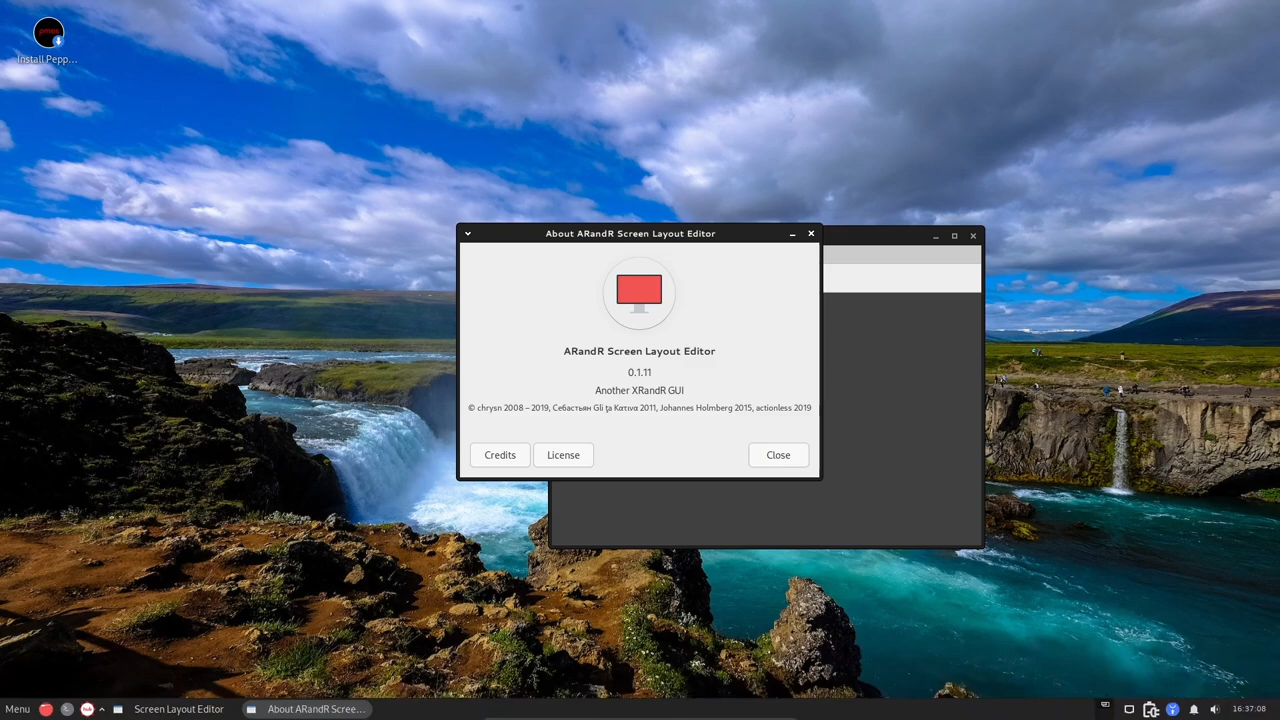 Install Pepp...
About ARandR Screen Layout Editor
ARandR Screen Layout Editor
0.1.11
Another XRandR GUI
© chrysn 2008 – 2019, Себастьян Gli ţa Κατινα 2011, Johannes Holmberg 2015, actionless 2019
Credits
License
Close
Menu
Screen Layout Editor
About ARandR Scree...
16:37:08